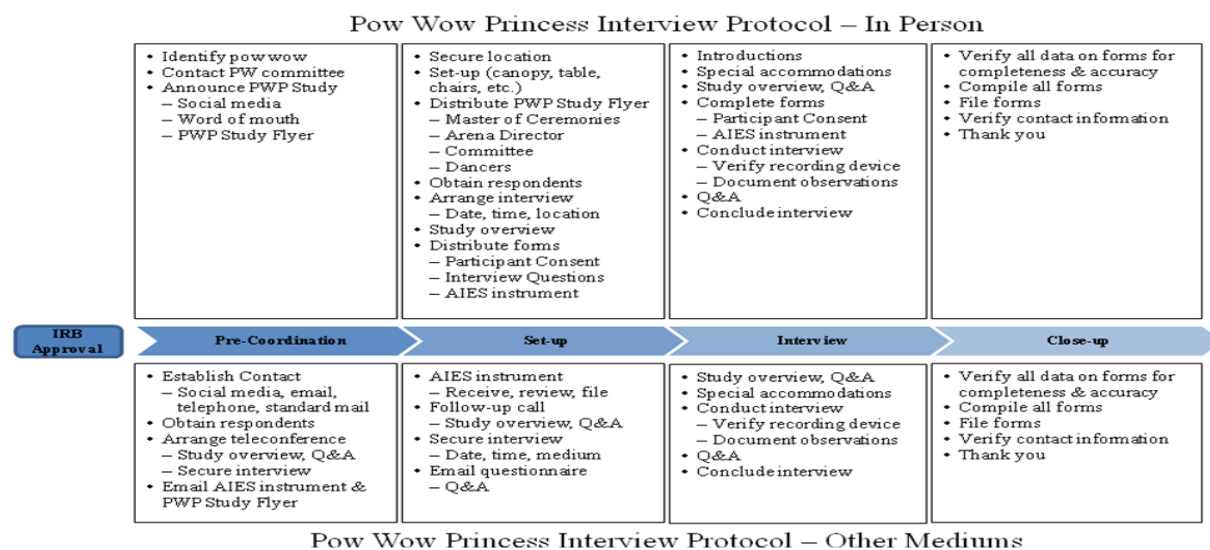 Pow Wow Princess Interview Protocol – In Person
• Identify pow wow
• Contact PW committee
• Announce PWP Study
– Social media
– Word of mouth
– PWP Study Flyer
• Secure location
• Set-up (canopy, table,
chairs, etc.)
• Distribute PWP Study Flyer
– Master of Ceremonies
– Arena Director
– Committee
– Dancers
• Obtain respondents
• Arrange interview
– Date, time, location
• Study overview
• Distribute forms
– Participant Consent
– Interview Questions
– AIES instrument
• Introductions
• Special accommodations
• Study overview, Q&A
• Complete forms
– Participant Consent
– AIES instrument
• Conduct interview
– Verify recording device
– Document observations
• Q&A
• Conclude interview
• Verify all data on forms for
completeness & accuracy
• Compile all forms
• File forms
• Verify contact information
• Thank you
IRB
Approval
Pre-Coordination
Set-up
Interview
Close-up
• Establish Contact
– Social media, email,
telephone, standard mail
• Obtain respondents
• Arrange teleconference
– Study overview, Q&A
– Secure interview
• Email AIES instrument &
PWP Study Flyer
• AIES instrument
– Receive, review, file
• Follow-up call
– Study overview, Q&A
• Secure interview
– Date, time, medium
• Email questionnaire
– Q&A
• Study overview, Q&A
• Special accommodations
• Conduct interview
– Verify recording device
– Document observations
• Q&A
• Conclude interview
• Verify all data on forms for
completeness & accuracy
• Compile all forms
• File forms
• Verify contact information
• Thank you
Pow Wow Princess Interview Protocol – Other Mediums